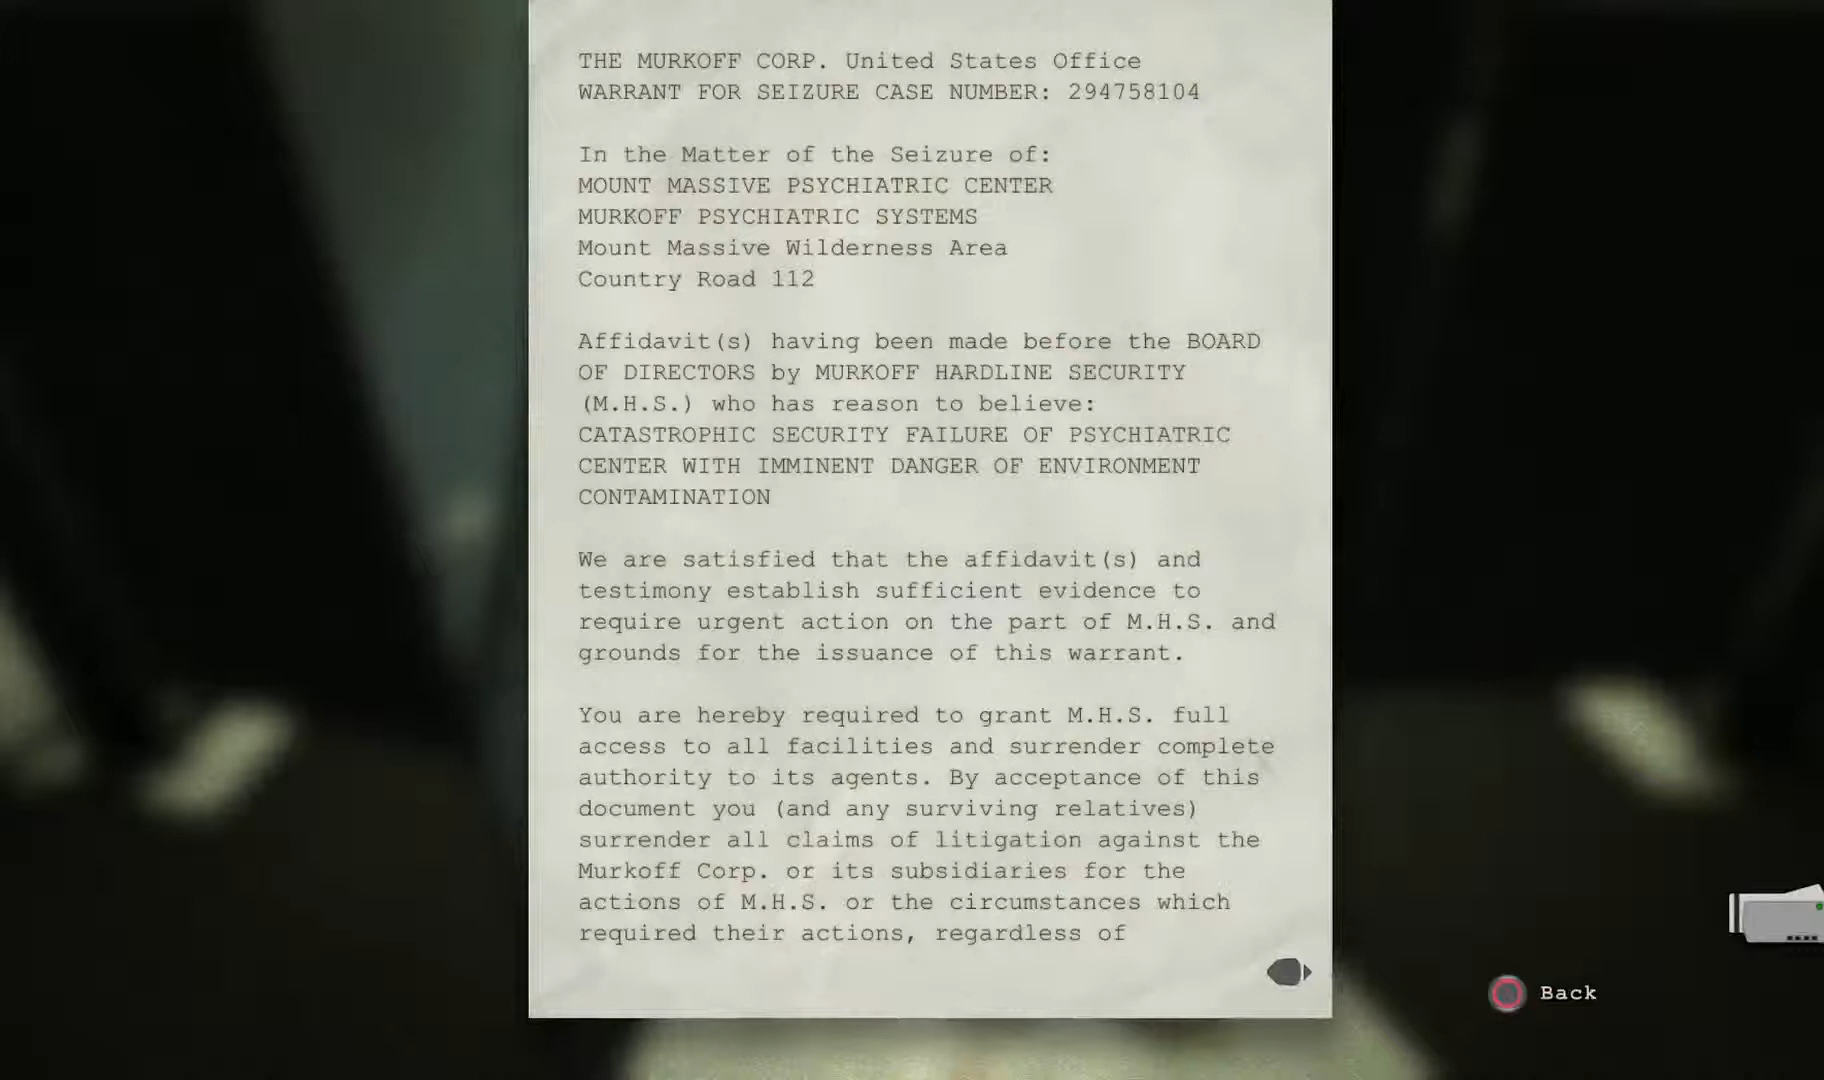 THE MURKOFF CORP. United States Office
WARRANT FOR SEIZURE CASE NUMBER: 294758104
In the Matter of the Seizure of:
MOUNT MASSIVE PSYCHIATRIC CENTER
MURKOFF PSYCHIATRIC SYSTEMS
Mount Massive Wilderness Area
Country Road 112
Affidavit(s) having been made before the BOARD
OF DIRECTORS by MURKOFF HARDLINE SECURITY
(M.H.S.) who has reason to believe:
CATASTROPHIC SECURITY FAILURE OF PSYCHIATRIC
CENTER WITH IMMINENT DANGER OF ENVIRONMENT
CONTAMINATION
We are satisfied that the affidavit(s) and
testimony establish sufficient evidence to
require urgent action on the part of M.H.S. and
grounds for the issuance of this warrant.
You are hereby required to grant M.H.S. full
access to all facilities and surrender complete
authority to its agents. By acceptance of this
document you (and any surviving relatives)
surrender all claims of litigation against the
Murkoff Corp. or its subsidiaries for the
actions of M.H.S. or the circumstances which
required their actions, regardless of
Back